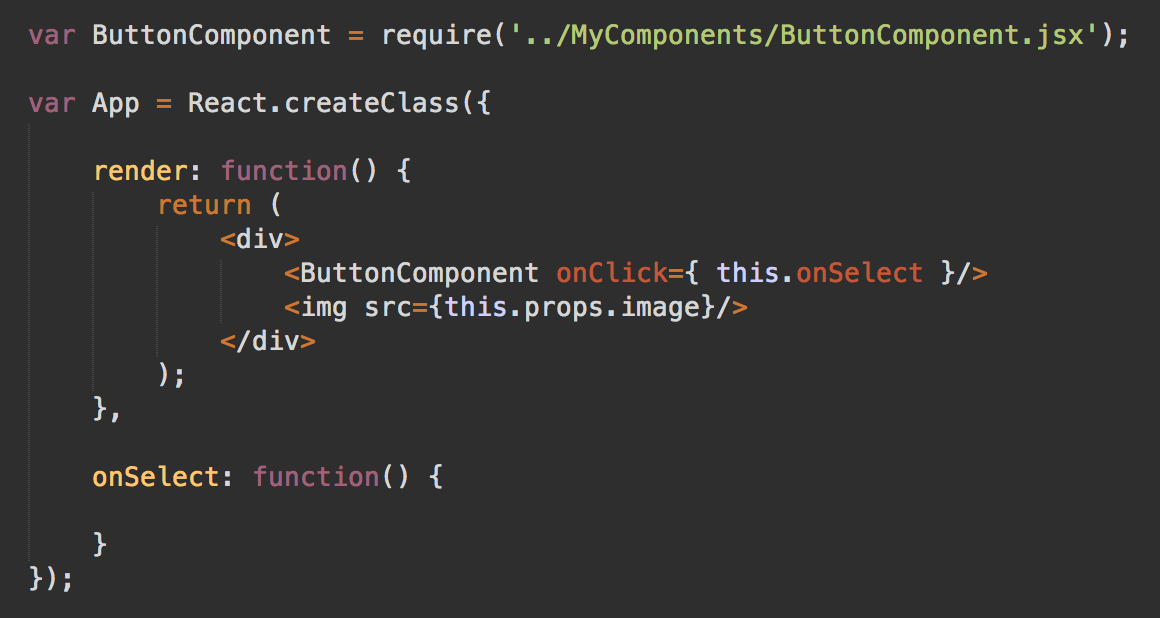 var ButtonComponent = require('../MyComponents/ButtonComponent.jsx');
var App = React.createClass({
render: function() {
return (
<div>
<ButtonComponent onClick={ this.onSelect }/>
<img src={this.props.image}/>
</div>
);
},
onSelect: function() {
}
});